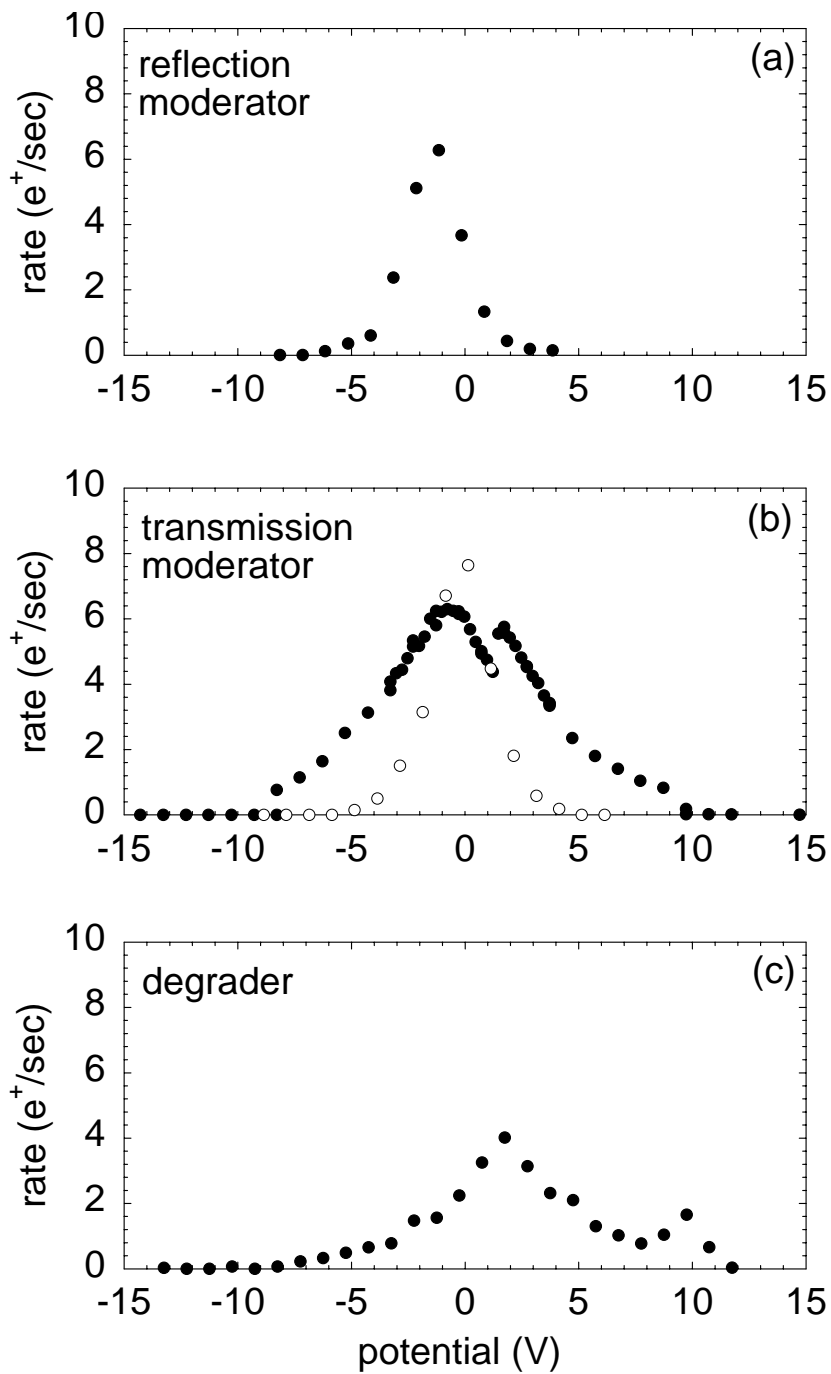 10
8
6
4
2
0
rate (e+/sec)
reflection
moderator
(a)
-15 -10 -5 0 5 10 15
10
8
6
4
2
0
rate (e+/sec)
transmission
moderator
(b)
-15 -10 -5 0 5 10 15
10
8
6
4
2
0
rate (e+/sec)
degrader
(c)
-15 -10 -5 0 5 10 15
potential (V)